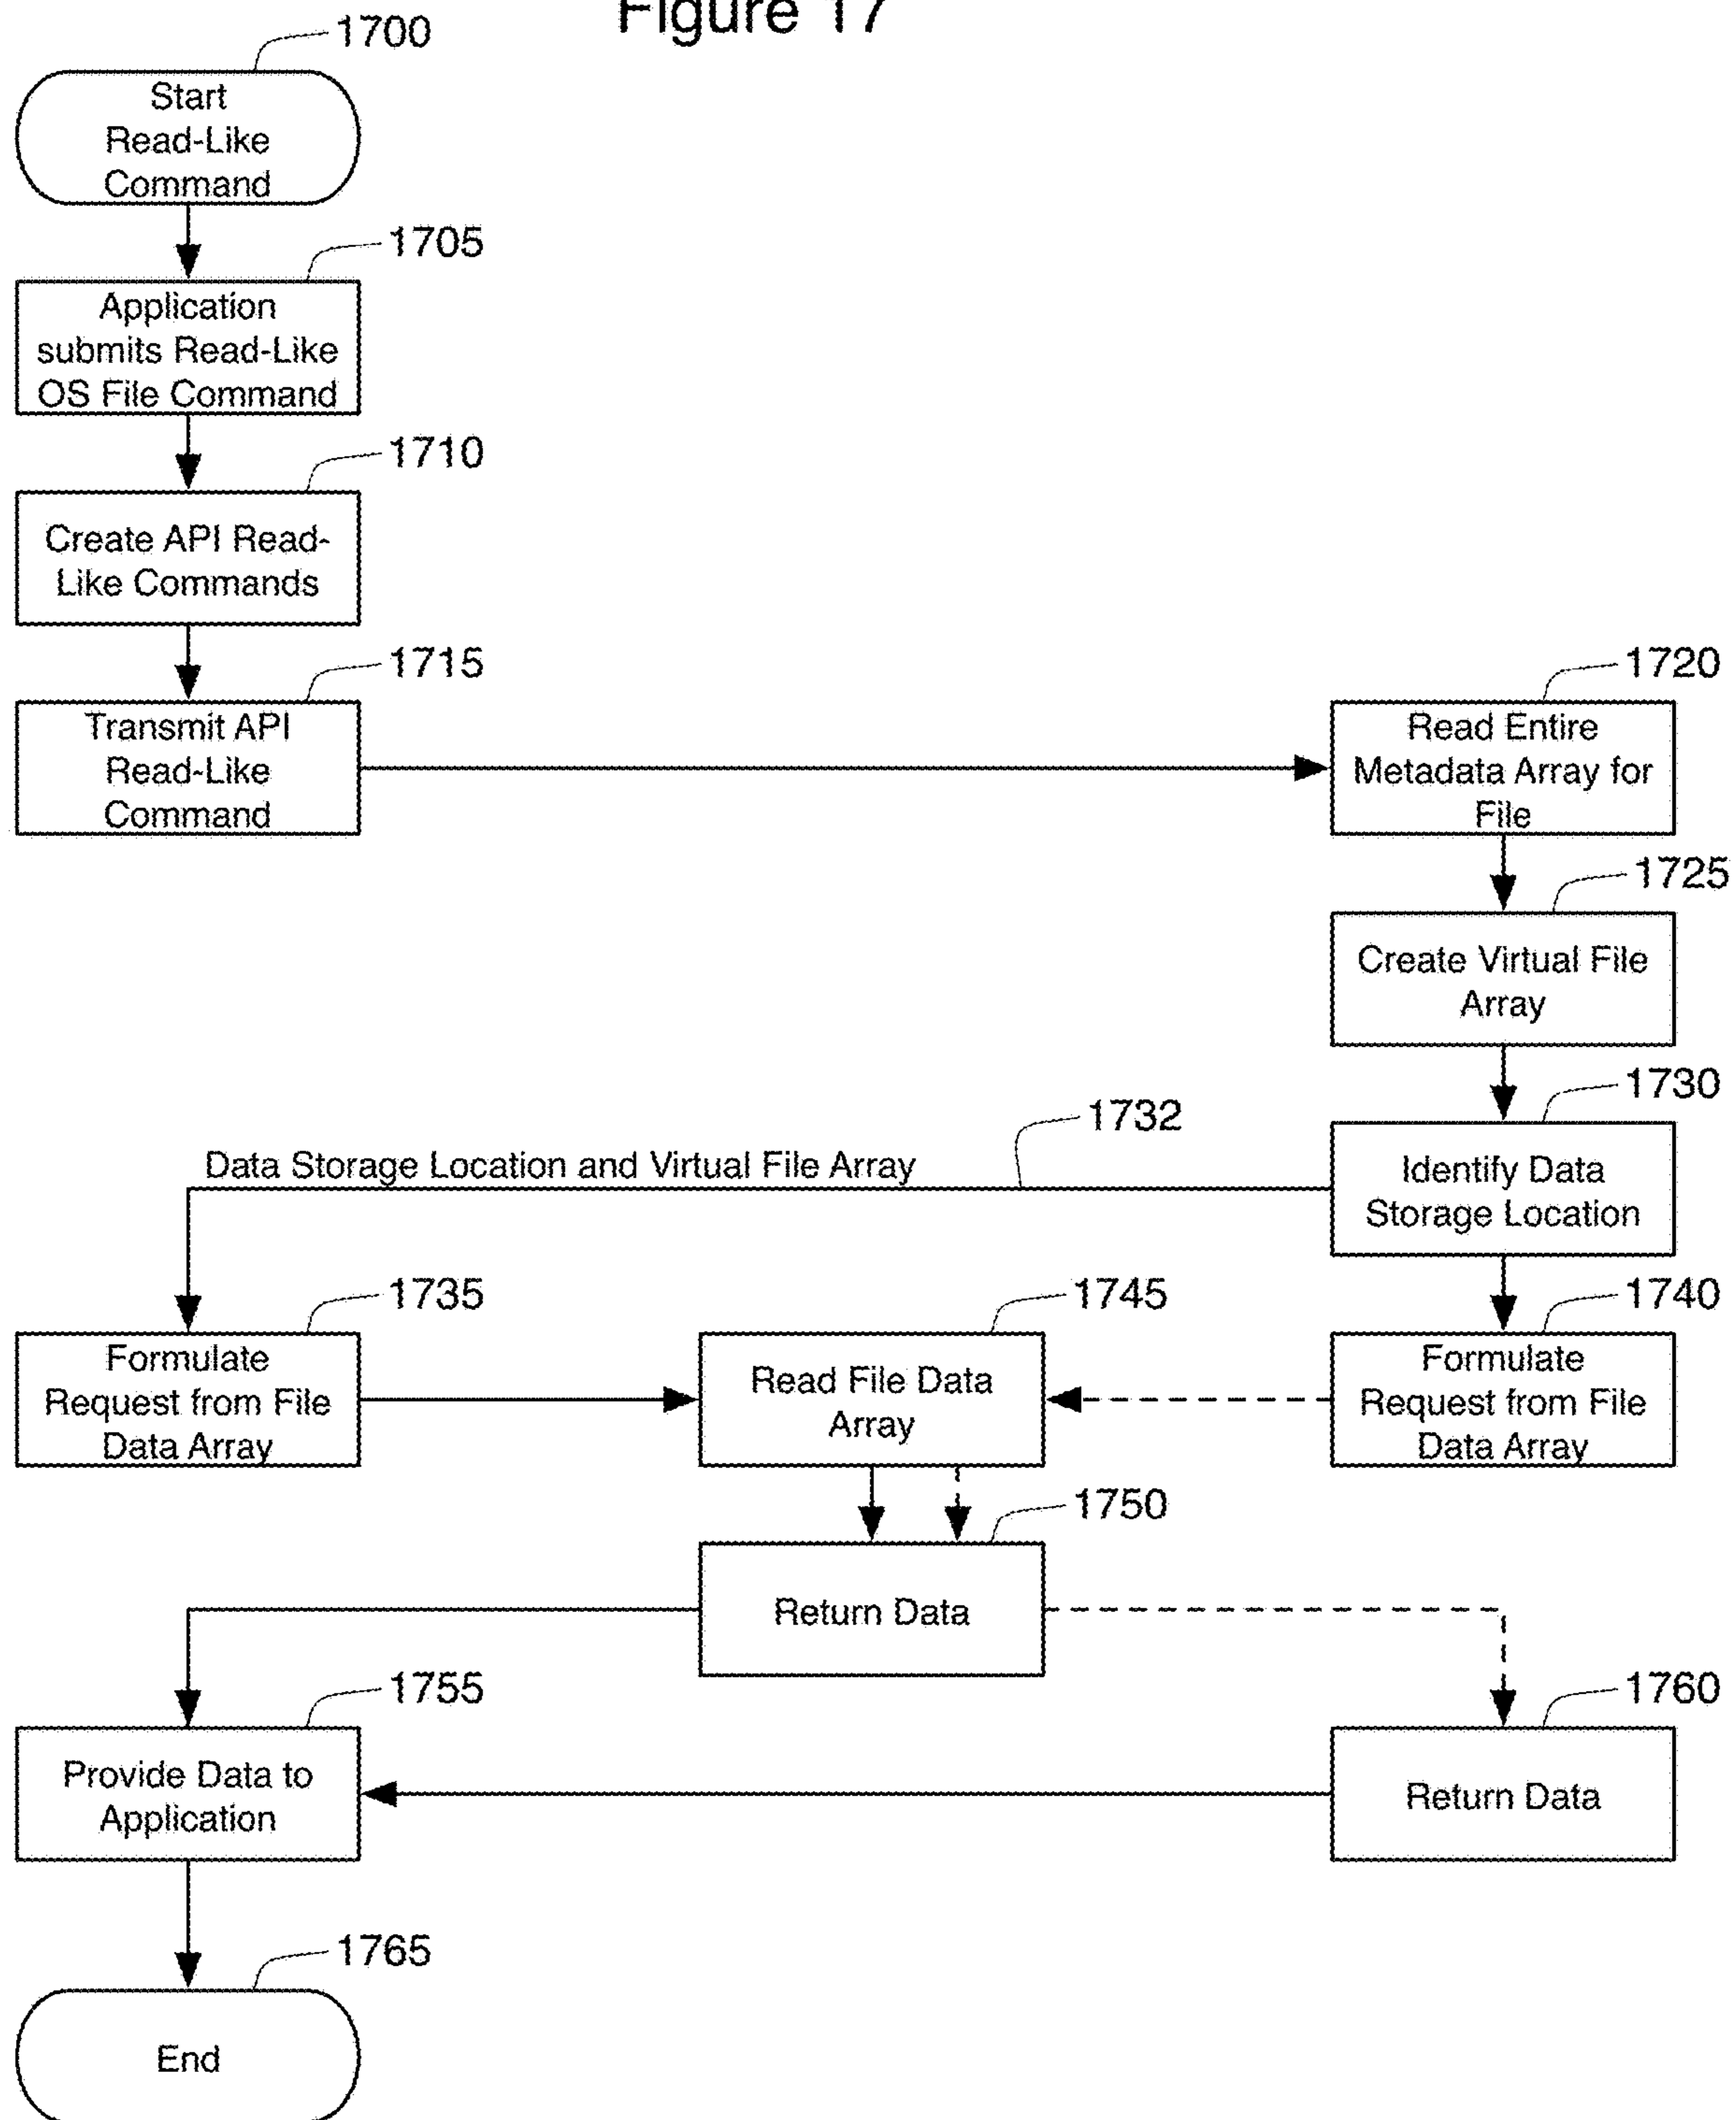 Figure 17
1700
Start
Read-Like
Command
1705
Application
submits Read-Like
OS File Command
1710
Create API Read-
Like Commands
1715
Transmit API
Read-Like
Command
1720
Read Entire
Metadata Array for
File
1725
Create Virtual File
Array
1730
Identify Data
Storage Location
1732
Data Storage Location and Virtual File Array
1735
Formulate
Request from File
Data Array
1745
Read File Data
Array
1740
Formulate
Request from File
Data Array
1750
Return Data
1755
Provide Data to
Application
1760
Return Data
1765
End